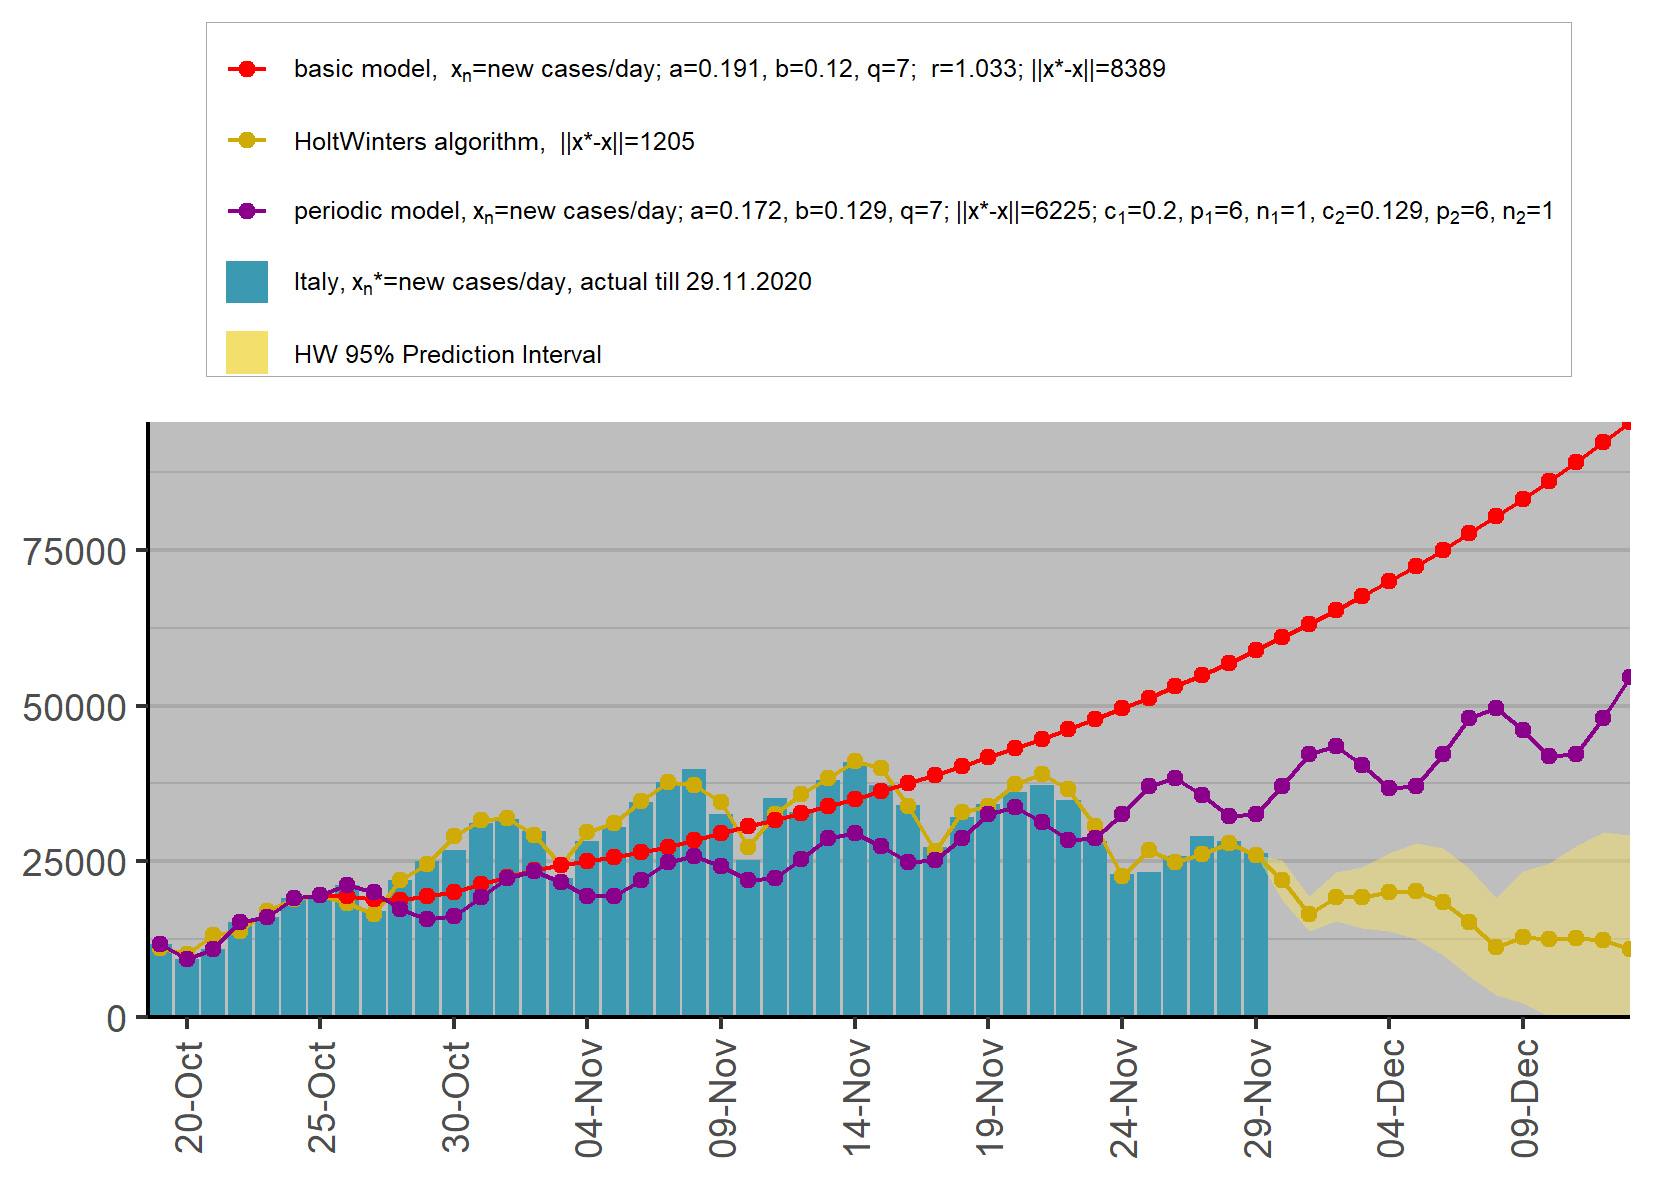 basic model, xₙ=new cases/day; a=0.191, b=0.12, q=7; r=1.033; ||x*-x||=8389
HoltWinters algorithm, ||x*-x||=1205
periodic model, xₙ=new cases/day; a=0.172, b=0.129, q=7; ||x*-x||=6225; c₁=0.2, p₁=6, n₁=1, c₂=0.129, p₂=6, n₂=1
Italy, xₙ*=new cases/day, actual till 29.11.2020
HW 95% Prediction Interval
75000
50000
25000
0
20-Oct
25-Oct
30-Oct
04-Nov
09-Nov
14-Nov
19-Nov
24-Nov
29-Nov
04-Dec
09-Dec